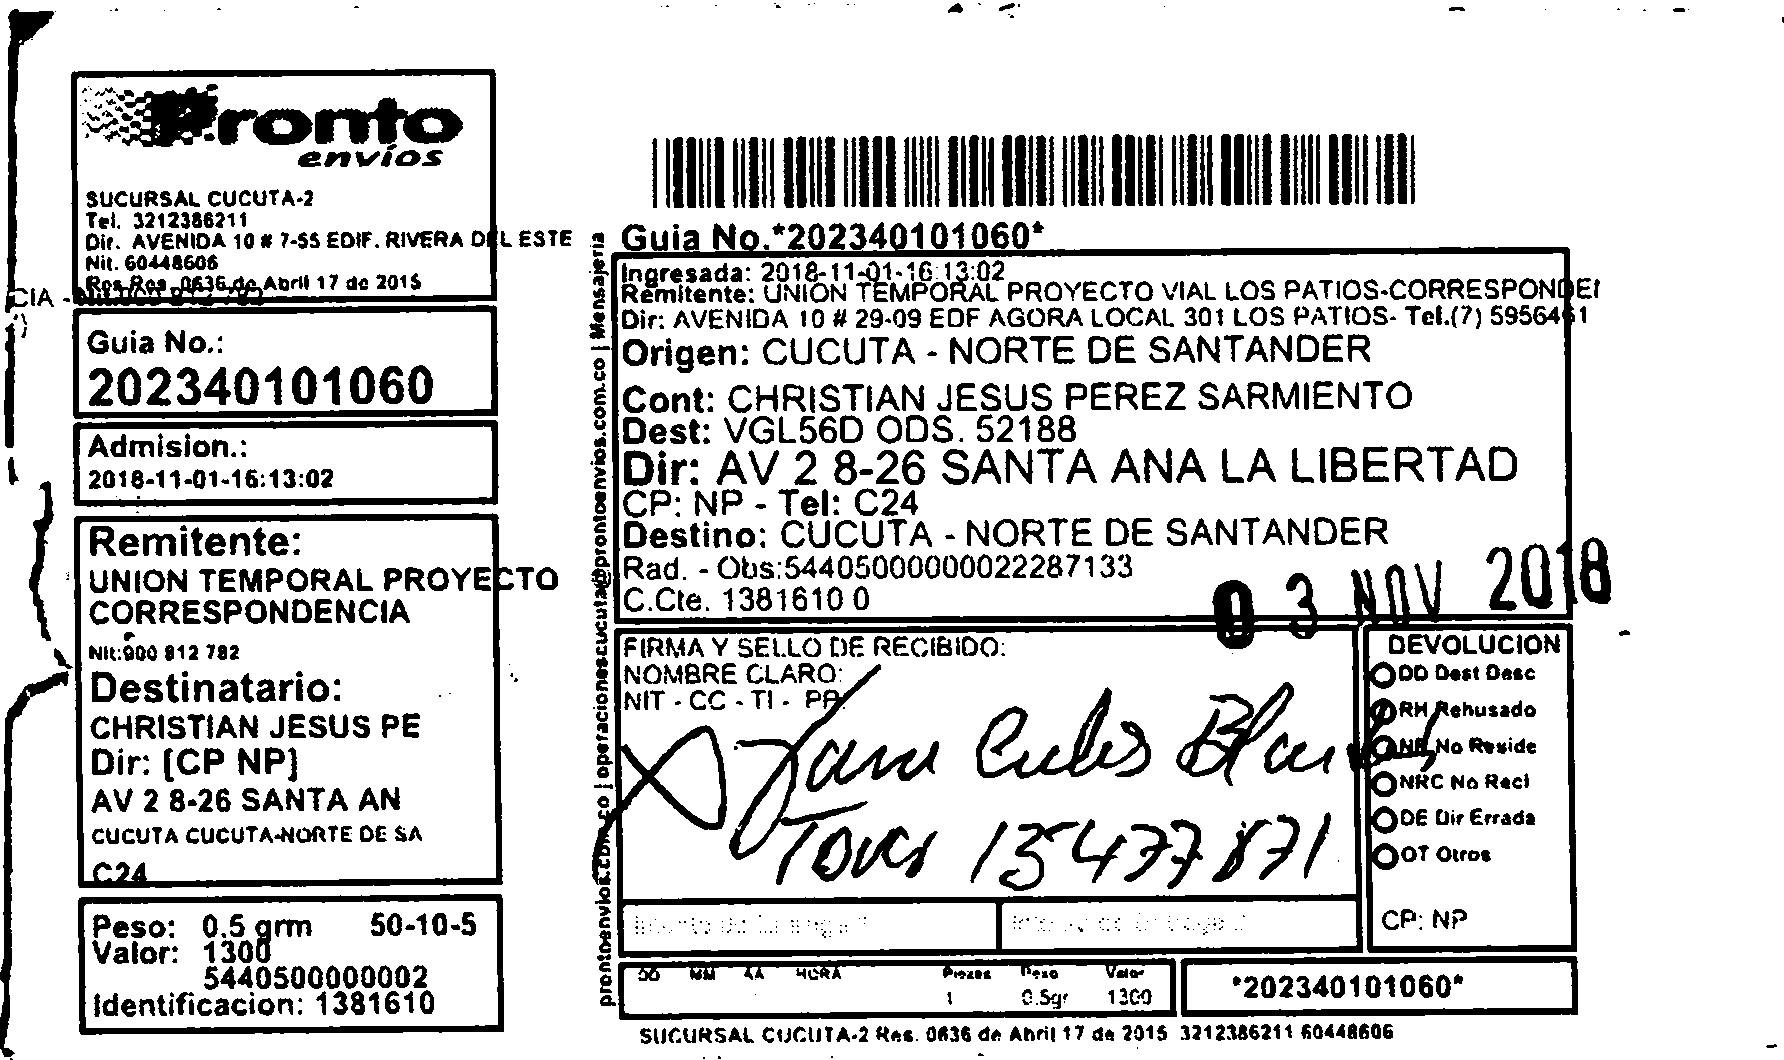 Pronto
envíos
SUCURSAL CUCUTA-2
Tel. 3212386211
Dir. AVENIDA 10 # 7-55 EDIF. RIVERA DEL ESTE
Nit. 60448606
Res.Res. 0636 de Abril 17 de 2015
CIA -
Guia No.:
202340101060
Admision.:
2018-11-01-16:13:02
Remitente:
UNION TEMPORAL PROYECTO
CORRESPONDENCIA
Nit:900 812 782
Destinatario:
CHRISTIAN JESUS PE
Dir: [CP NP]
AV 2 8-26 SANTA AN
CUCUTA CUCUTA-NORTE DE SA
C24
Peso: 0.5 grm 50-10-5
Valor: 1300
5440500000002
Identificacion: 1381610
prontoenvios.com.co | operacionescucuta@prontoenvios.com.co | Mensajeria
Guia No.*202340101060*
Ingresada: 2018-11-01-16:13:02
Remitente: UNION TEMPORAL PROYECTO VIAL LOS PATIOS-CORRESPONDEI
Dir: AVENIDA 10 # 29-09 EDF AGORA LOCAL 301 LOS PATIOS- Tel.(7) 5956461
Origen: CUCUTA - NORTE DE SANTANDER
Cont: CHRISTIAN JESUS PEREZ SARMIENTO
Dest: VGL56D ODS. 52188
Dir: AV 2 8-26 SANTA ANA LA LIBERTAD
CP: NP - Tel: C24
Destino: CUCUTA - NORTE DE SANTANDER
Rad. - Obs:54405000000022287133
C.Cte. 1381610 0
03 NOV 2018
FIRMA Y SELLO DE RECIBIDO:
NOMBRE CLARO:
NIT - CC - TI - PP:
13477871
DEVOLUCION
DD Dest Desc
RH Rehusado
NR No Reside
NRC No Recl
DE Dir Errada
OT Otros
CP: NP
DD MM AA HORA Piezas Peso Valor
1 0.5gr 1300
*202340101060*
SUCURSAL CUCUTA-2 Res. 0636 de Abril 17 de 2015 3212386211 60448606